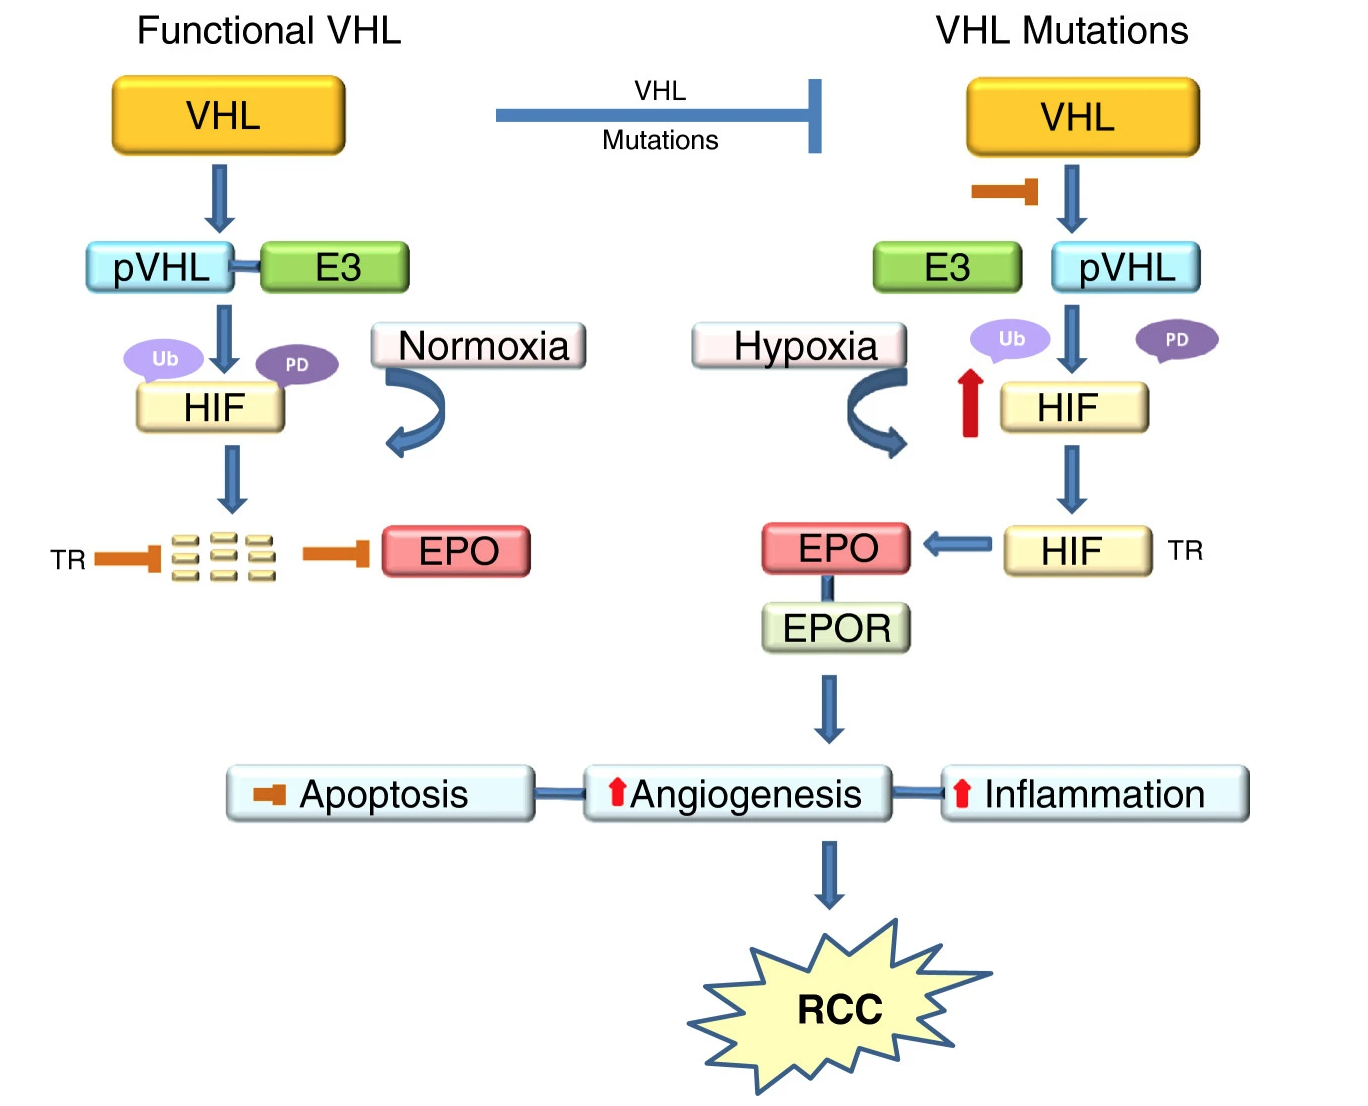 Functional VHL
VHL Mutations
VHL
VHL
Mutations
VHL
pVHL
E3
E3
pVHL
Ub
PD
Normoxia
Hypoxia
Ub
PD
HIF
HIF
TR
EPO
EPO
HIF
TR
EPOR
Apoptosis
Angiogenesis
Inflammation
RCC